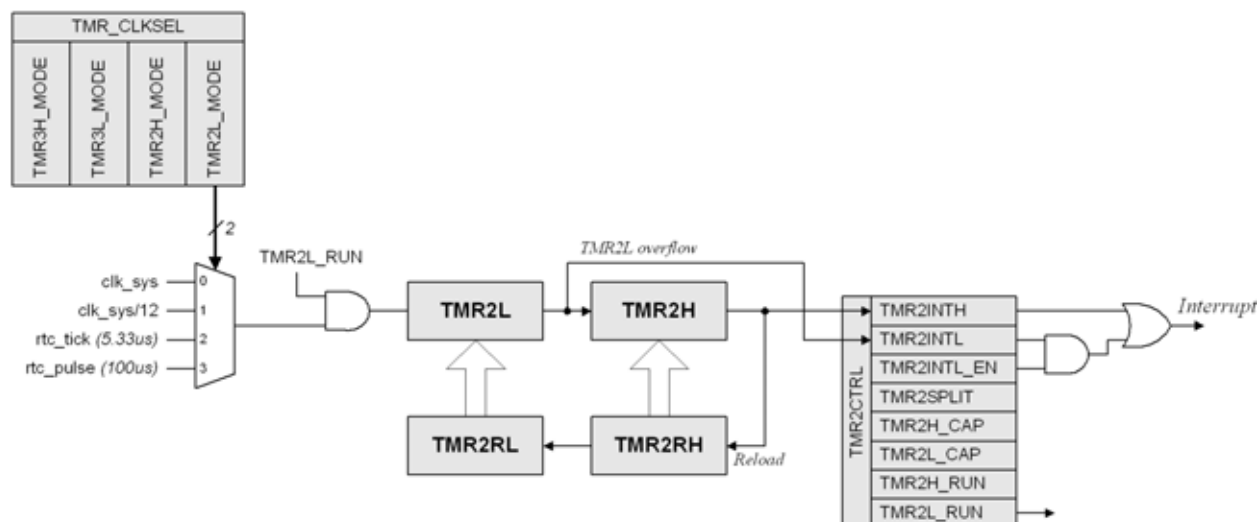 TMR_CLKSEL
TMR3H_MODE
TMR3L_MODE
TMR2H_MODE
TMR2L_MODE
2
TMR2L_RUN
TMR2L overflow
clk_sys
0
clk_sys/12
1
rtc_tick (5.33us)
2
rtc_pulse (100us)
3
TMR2L
TMR2H
TMR2RL
TMR2RH
Reload
TMR2CTRL
TMR2INTH
TMR2INTL
TMR2INTL_EN
TMR2SPLIT
TMR2H_CAP
TMR2L_CAP
TMR2H_RUN
TMR2L_RUN
Interrupt